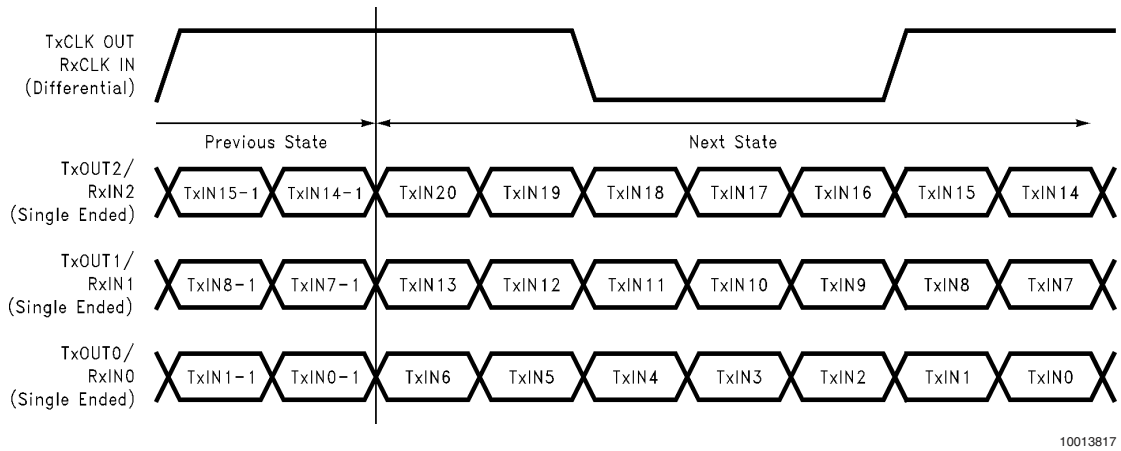 TxCLK OUT
RxCLK IN
(Differential)
Previous State
Next State
TxOUT2/
RxIN2
(Single Ended)
TxIN15-1 TxIN14-1 TxIN20 TxIN19 TxIN18 TxIN17 TxIN16 TxIN15 TxIN14
TxOUT1/
RxIN1
(Single Ended)
TxIN8-1 TxIN7-1 TxIN13 TxIN12 TxIN11 TxIN10 TxIN9 TxIN8 TxIN7
TxOUT0/
RxIN0
(Single Ended)
TxIN1-1 TxIN0-1 TxIN6 TxIN5 TxIN4 TxIN3 TxIN2 TxIN1 TxIN0
10013817